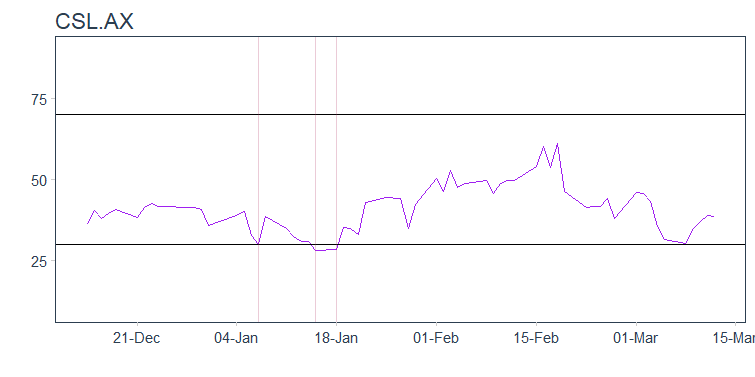 CSL.AX
75
50
25
21-Dec
04-Jan
18-Jan
01-Feb
15-Feb
01-Mar
15-Mar